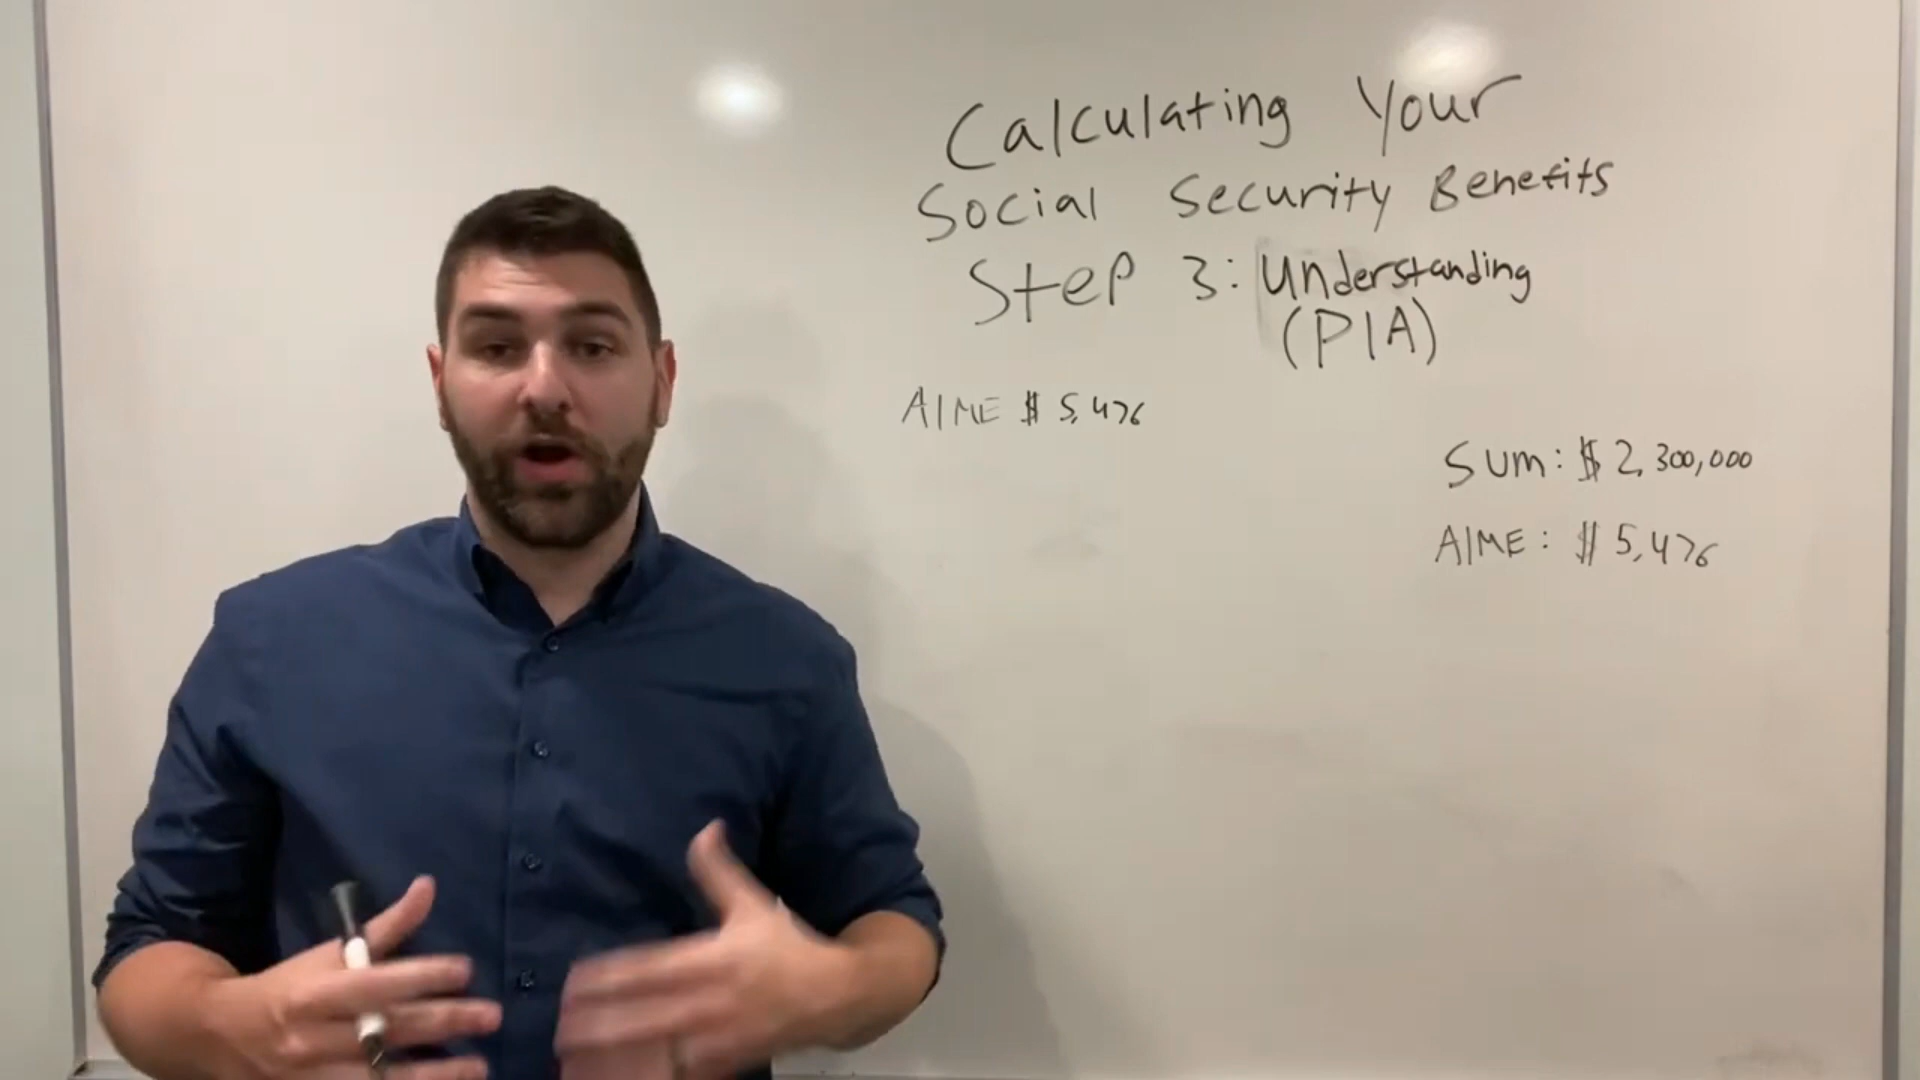 Calculating Your
Social Security Benefits
Step 3: Understanding
(PIA)
AIME $ 5,476
Sum: $ 2,300,000
AIME: $ 5,476